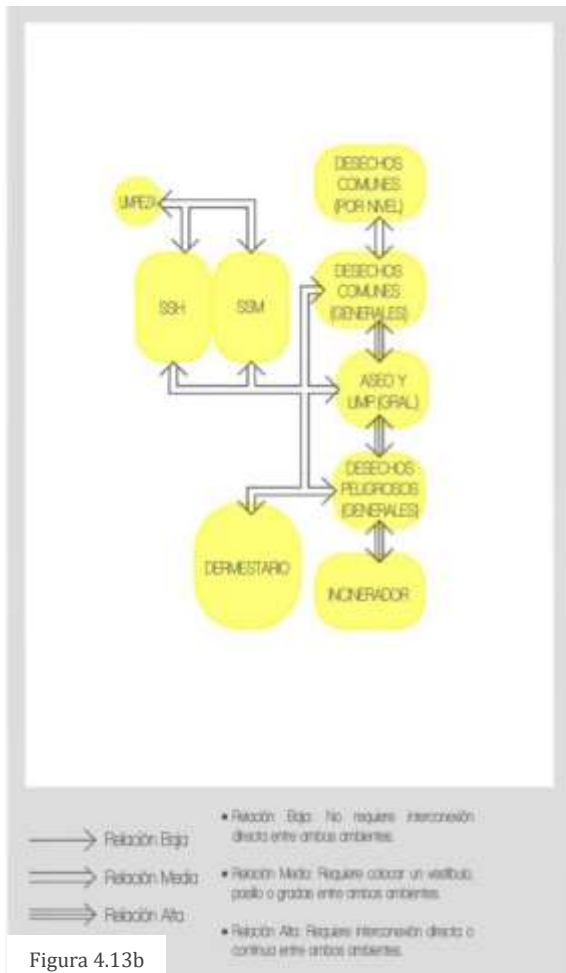 DESECHOS
COMUNES
(POR NIVEL)
LIMPIEZA
DESECHOS
COMUNES
(GENERALES)
SSH
SSM
ASEO Y
LIMP (GRAL)
DESECHOS
PELIGROSOS
(GENERALES)
DERMESTARIO
INCINERADOR
Relación Baja
Relación Media
Relación Alta
• Relación Baja: No requiere interconexión
directa entre ambos ambientes.
• Relación Media: Requiere colocar un vestíbulo,
pasillo o gradas entre ambos ambientes.
• Relación Alta: Requiere interconexión directa o
continua entre ambos ambientes.
Figura 4.13b